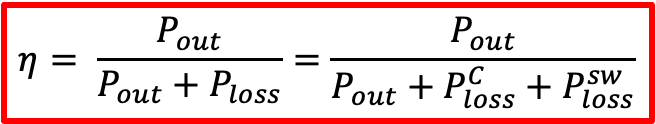 η = P_out / (P_out + P_loss) = P_out / (P_out + P_loss^C + P_loss^sw)